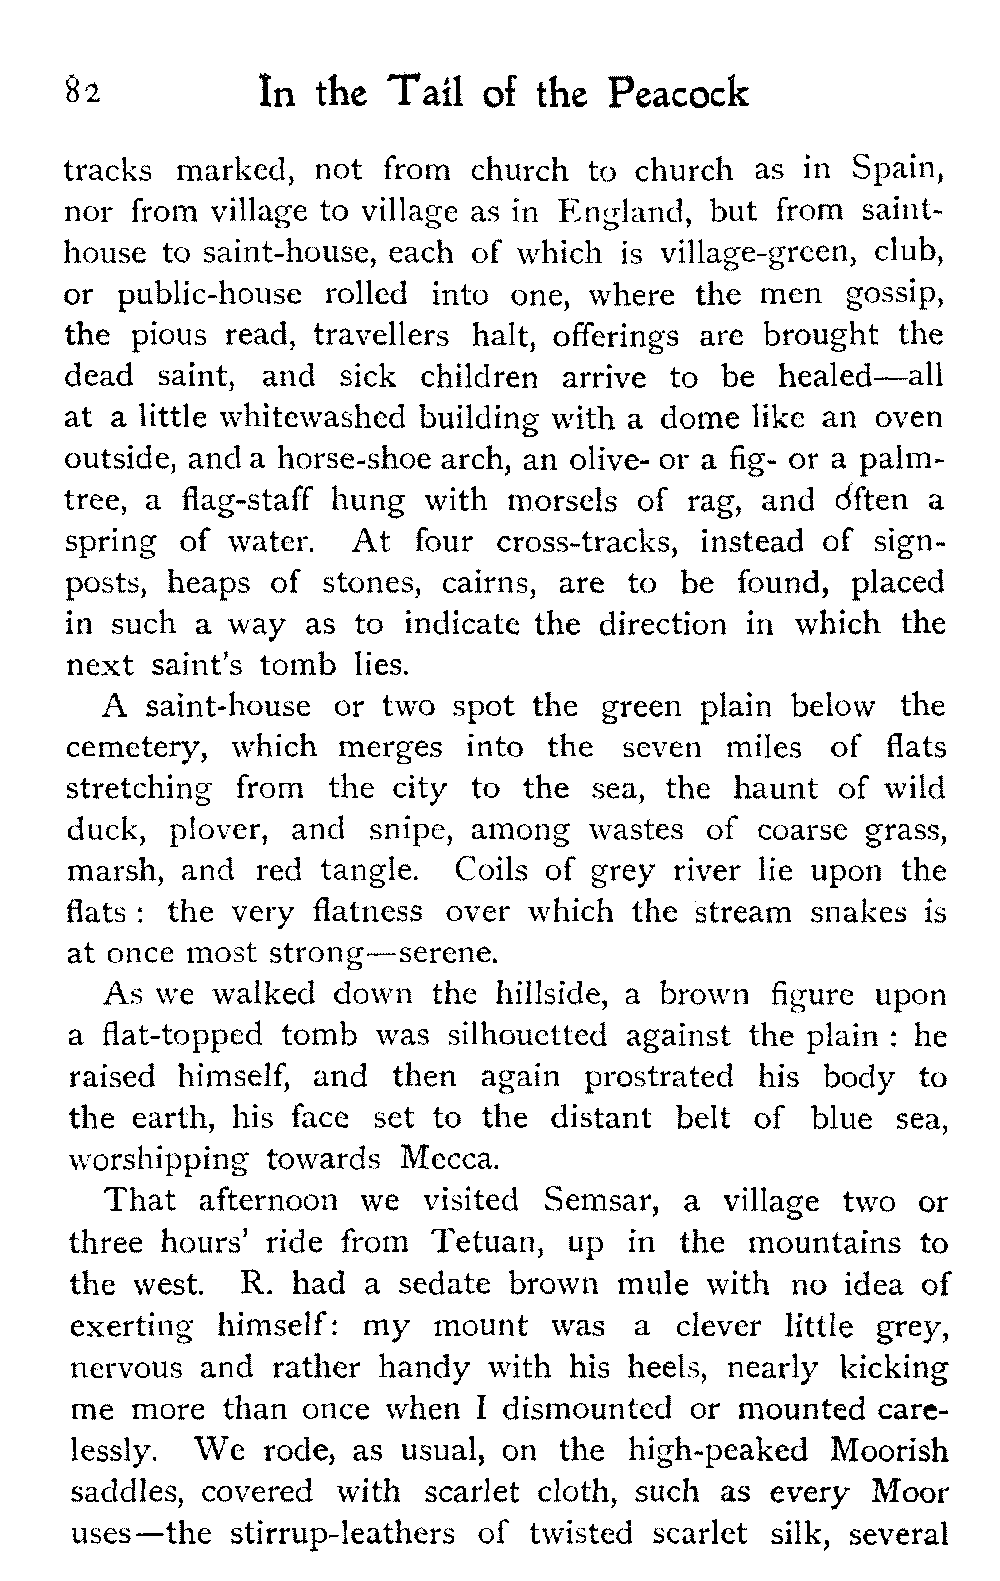 82 In the Tail of the Peacock
tracks marked, not from church to church as in Spain,
nor from village to village as in England, but from saint-
house to saint-house, each of which is village-green, club,
or public-house rolled into one, where the men gossip,
the pious read, travellers halt, offerings are brought the
dead saint, and sick children arrive to be healed—all
at a little whitewashed building with a dome like an oven
outside, and a horse-shoe arch, an olive- or a fig- or a palm-
tree, a flag-staff hung with morsels of rag, and often a
spring of water. At four cross-tracks, instead of sign-
posts, heaps of stones, cairns, are to be found, placed
in such a way as to indicate the direction in which the
next saint's tomb lies.
A saint-house or two spot the green plain below the
cemetery, which merges into the seven miles of flats
stretching from the city to the sea, the haunt of wild
duck, plover, and snipe, among wastes of coarse grass,
marsh, and red tangle. Coils of grey river lie upon the
flats : the very flatness over which the stream snakes is
at once most strong—serene.
As we walked down the hillside, a brown figure upon
a flat-topped tomb was silhouetted against the plain : he
raised himself, and then again prostrated his body to
the earth, his face set to the distant belt of blue sea,
worshipping towards Mecca.
That afternoon we visited Semsar, a village two or
three hours' ride from Tetuan, up in the mountains to
the west. R. had a sedate brown mule with no idea of
exerting himself: my mount was a clever little grey,
nervous and rather handy with his heels, nearly kicking
me more than once when I dismounted or mounted care-
lessly. We rode, as usual, on the high-peaked Moorish
saddles, covered with scarlet cloth, such as every Moor
uses—the stirrup-leathers of twisted scarlet silk, several